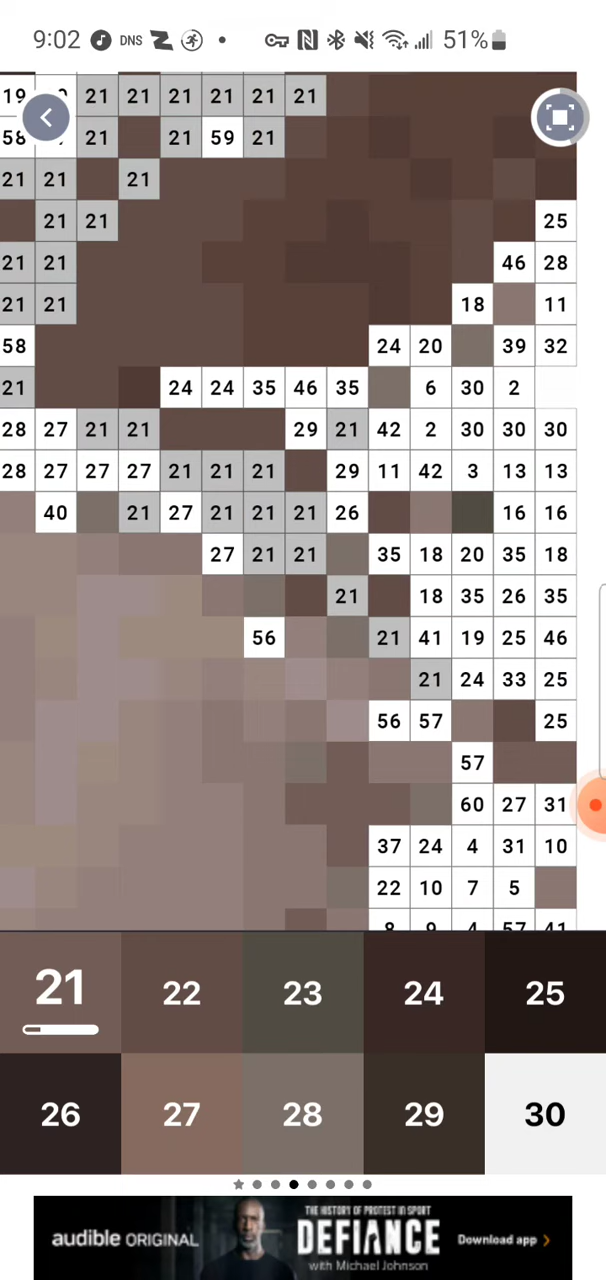 9:02 DNS 51%
19 21 21 21 21 21 21
58 21 21 59 21
21 21 21
21 21 25
21 21 46 28
21 21 18 11
58 24 20 39 32
21 24 24 35 46 35 6 30 2
28 27 21 21 29 21 42 2 30 30 30
28 27 27 27 21 21 21 29 11 42 3 13 13
40 21 27 21 21 21 26 16 16
27 21 21 35 18 20 35 18
21 18 35 26 35
56 21 41 19 25 46
21 24 33 25
56 57 25
57
60 27 31
37 24 4 31 10
22 10 7 5
8 9 4 57 41
21 22 23 24 25
26 27 28 29 30
audible ORIGINAL
THE HISTORY OF PROTEST IN SPORT
DEFIANCE
with Michael Johnson
Download app